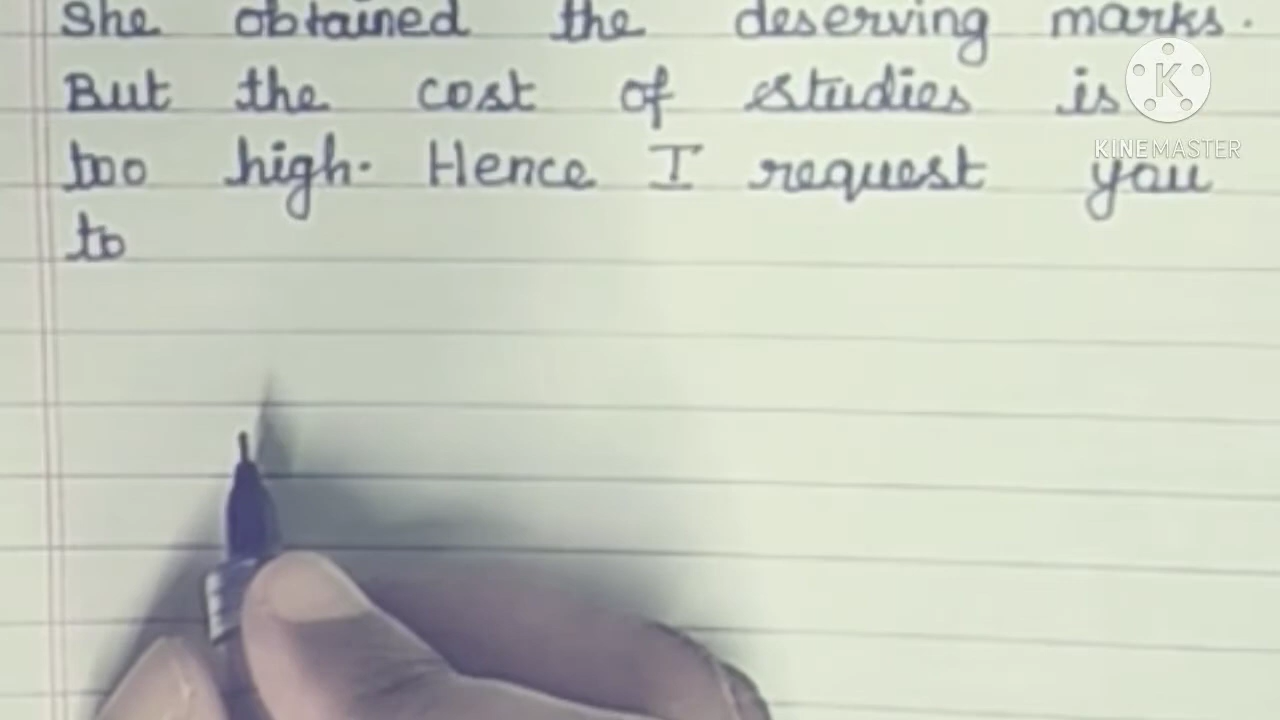 She obtained the deserving marks.
But the cost of studies is
too high. Hence I request you
to
K
KINEMASTER